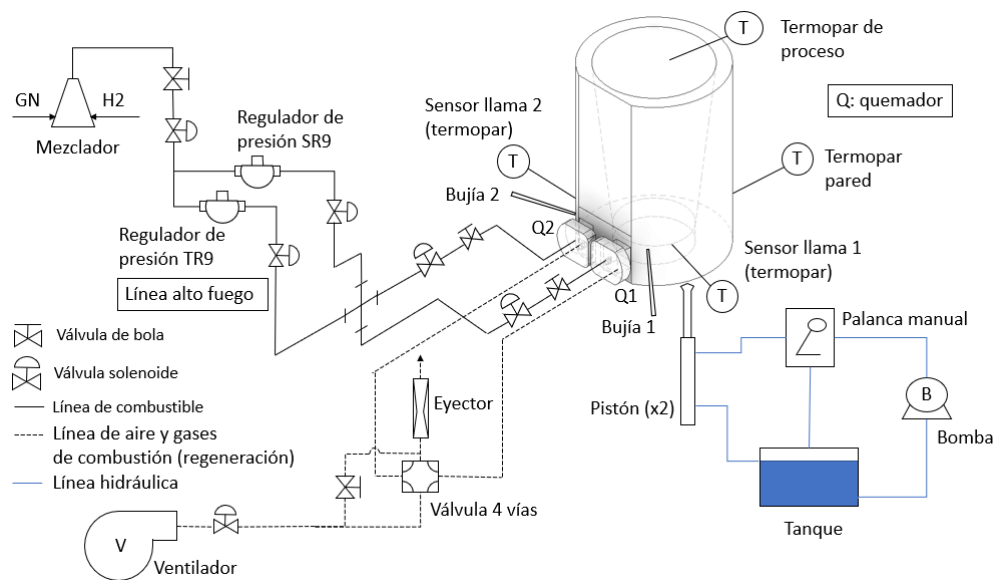 T
Termopar de
proceso
GN
H2
Mezclador
Regulador de
presión SR9
Sensor llama 2
(termopar)
Q: quemador
T
T
Termopar
pared
Bujía 2
Q2
Regulador de
presión TR9
Línea alto fuego
Sensor llama 1
(termopar)
Q1
T
Bujía 1
Palanca manual
Válvula de bola
Válvula solenoide
Línea de combustible
Línea de aire y gases
de combustión (regeneración)
Línea hidráulica
Eyector
Pistón (x2)
B
Bomba
Válvula 4 vías
V
Ventilador
Tanque